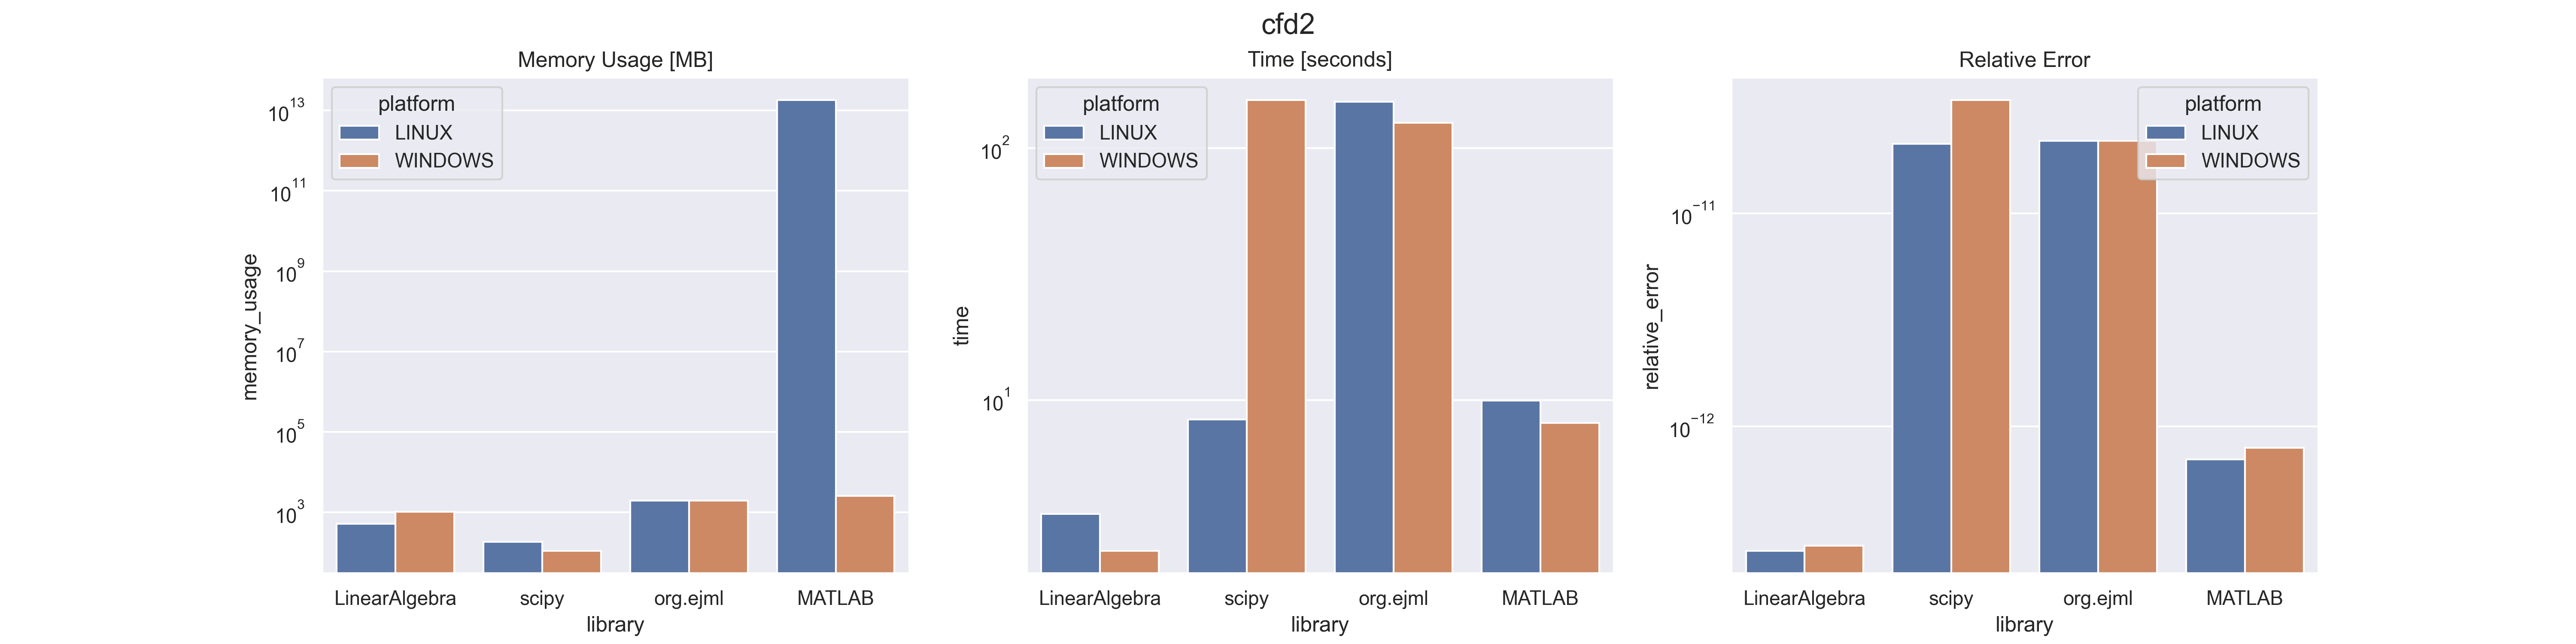 cfd2
Memory Usage [MB]
platform
LINUX
WINDOWS
10^13
10^11
10^9
10^7
10^5
10^3
memory_usage
LinearAlgebra scipy org.ejml MATLAB
library
Time [seconds]
platform
LINUX
WINDOWS
10^2
10^1
time
LinearAlgebra scipy org.ejml MATLAB
library
Relative Error
platform
LINUX
WINDOWS
10^−11
10^−12
relative_error
LinearAlgebra scipy org.ejml MATLAB
library